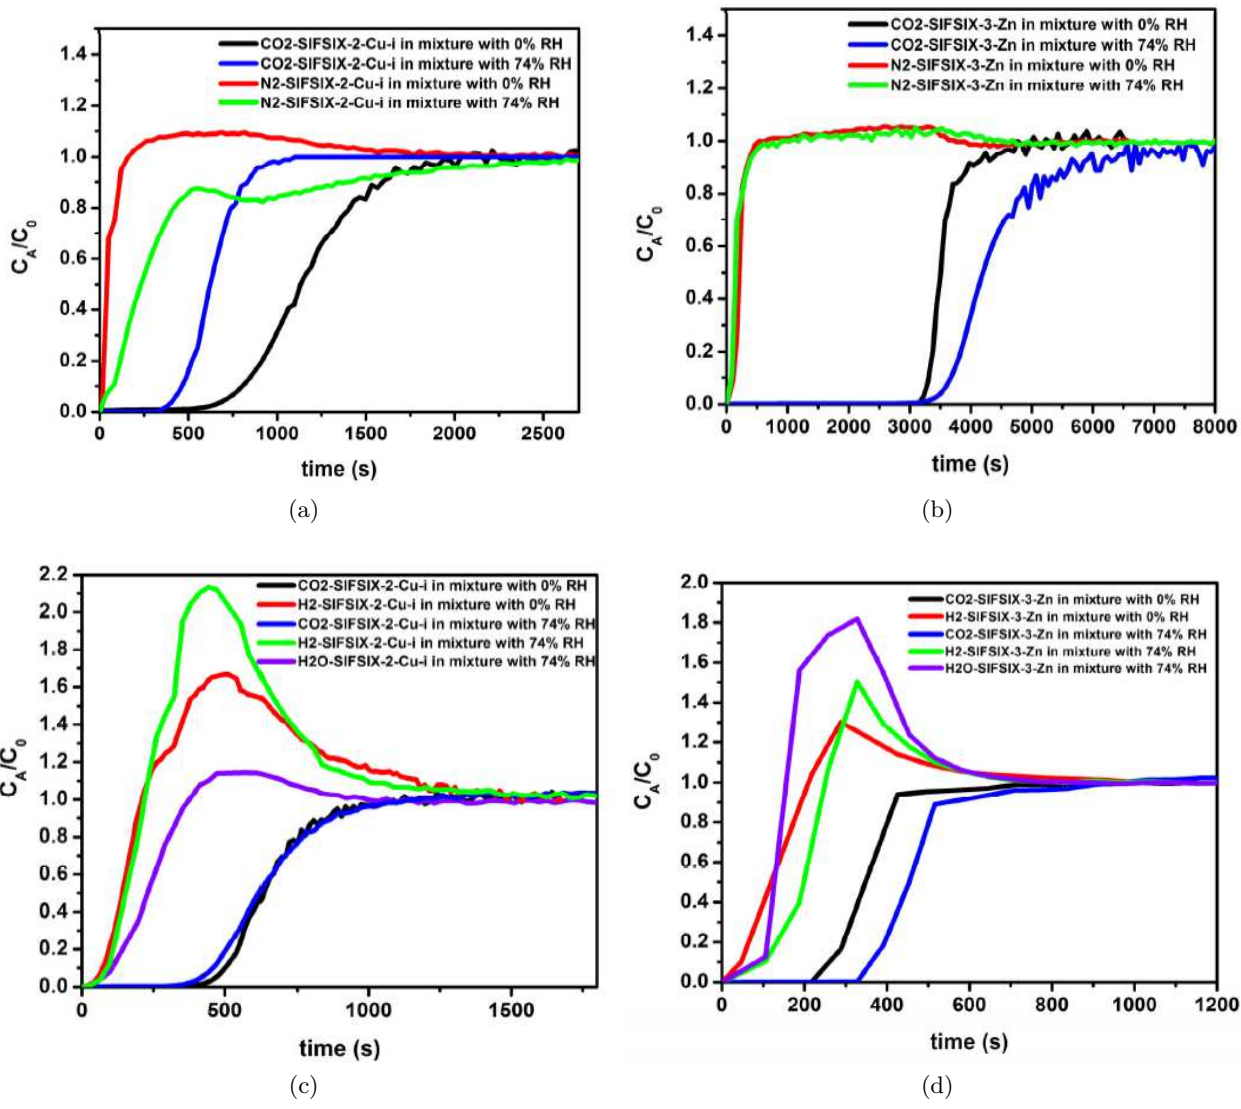 CO2-SIFSIX-2-Cu-i in mixture with 0% RH
CO2-SIFSIX-2-Cu-i in mixture with 74% RH
N2-SIFSIX-2-Cu-i in mixture with 0% RH
N2-SIFSIX-2-Cu-i in mixture with 74% RH
1.4
1.2
1.0
0.8
0.6
0.4
0.2
0.0
C_A/C_0
0 500 1000 1500 2000 2500
time (s)
(a)
CO2-SIFSIX-3-Zn in mixture with 0% RH
CO2-SIFSIX-3-Zn in mixture with 74% RH
N2-SIFSIX-3-Zn in mixture with 0% RH
N2-SIFSIX-3-Zn in mixture with 74% RH
1.4
1.2
1.0
0.8
0.6
0.4
0.2
0.0
C_A/C_0
0 1000 2000 3000 4000 5000 6000 7000 8000
time (s)
(b)
CO2-SIFSIX-2-Cu-i in mixture with 0% RH
H2-SIFSIX-2-Cu-i in mixture with 0% RH
CO2-SIFSIX-2-Cu-i in mixture with 74% RH
H2-SIFSIX-2-Cu-i in mixture with 74% RH
H2O-SIFSIX-2-Cu-i in mixture with 74% RH
2.2
2.0
1.8
1.6
1.4
1.2
1.0
0.8
0.6
0.4
0.2
0.0
C_A/C_0
0 500 1000 1500
time (s)
(c)
CO2-SIFSIX-3-Zn in mixture with 0% RH
H2-SIFSIX-3-Zn in mixture with 0% RH
CO2-SIFSIX-3-Zn in mixture with 74% RH
H2-SIFSIX-3-Zn in mixture with 74% RH
H2O-SIFSIX-3-Zn in mixture with 74% RH
2.0
1.8
1.6
1.4
1.2
1.0
0.8
0.6
0.4
0.2
0.0
C_A/C_0
0 200 400 600 800 1000 1200
time (s)
(d)